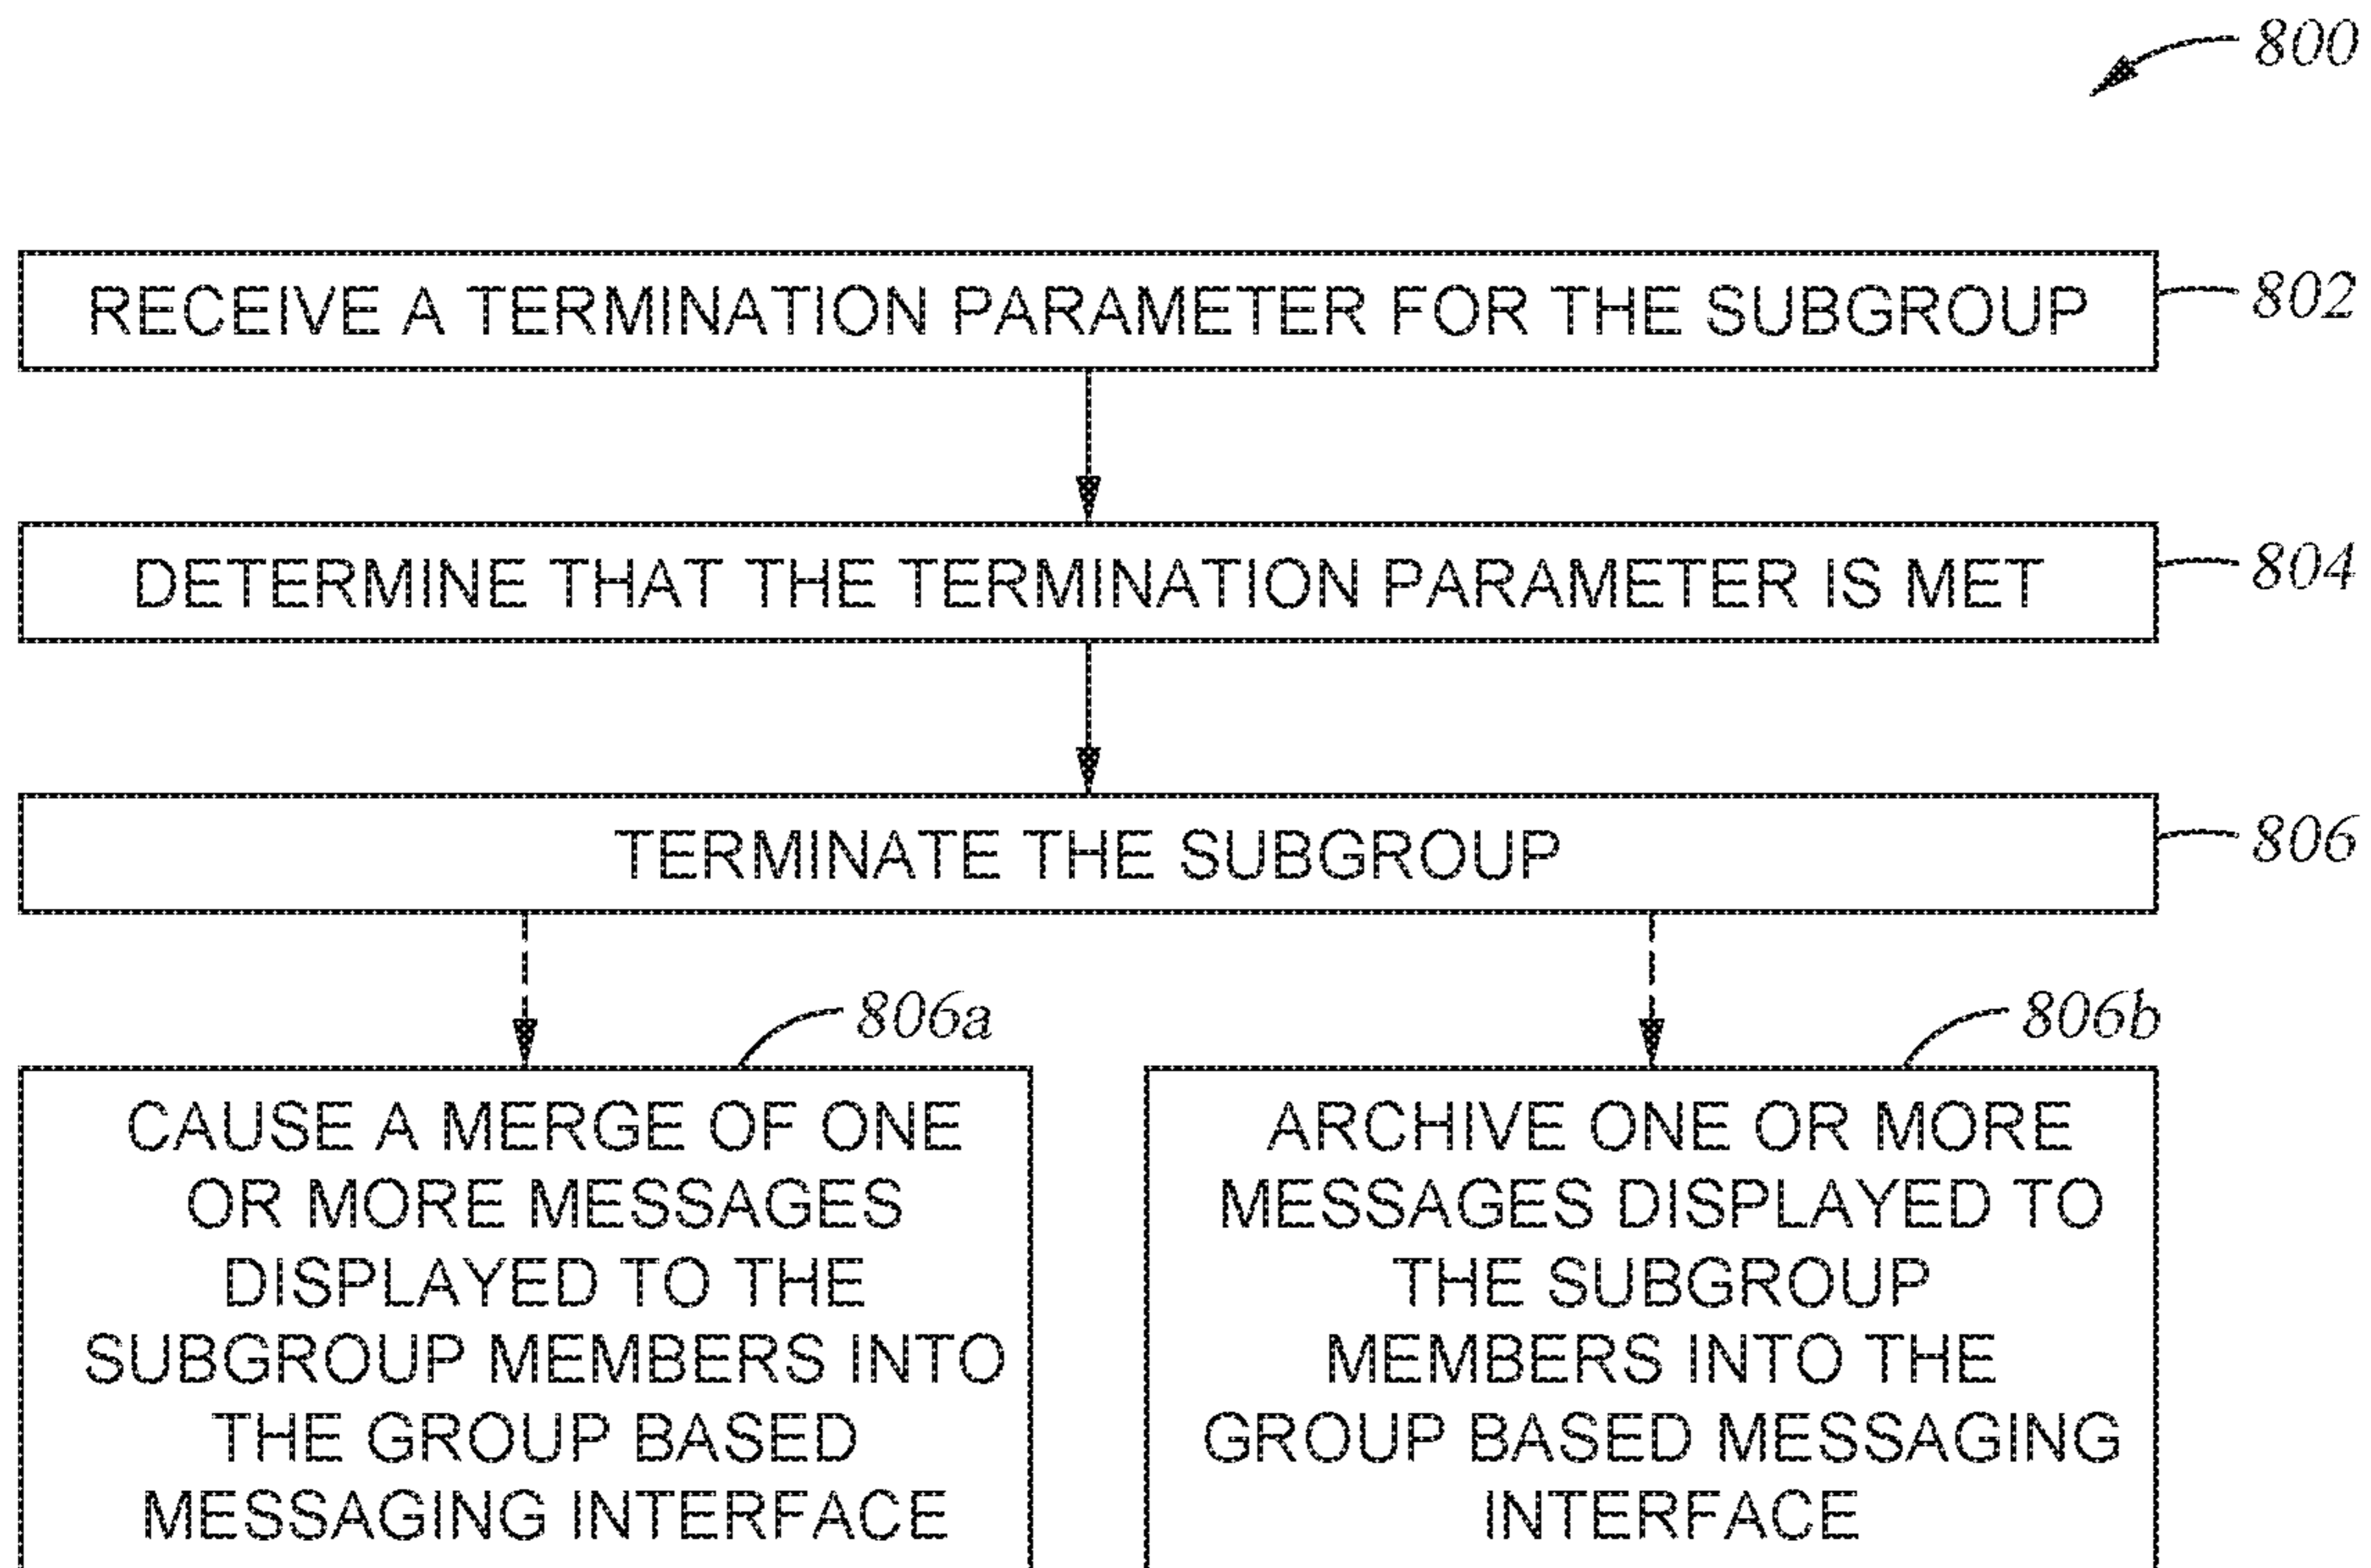 800
RECEIVE A TERMINATION PARAMETER FOR THE SUBGROUP
802
DETERMINE THAT THE TERMINATION PARAMETER IS MET
804
TERMINATE THE SUBGROUP
806
806a
CAUSE A MERGE OF ONE
OR MORE MESSAGES
DISPLAYED TO THE
SUBGROUP MEMBERS INTO
THE GROUP BASED
MESSAGING INTERFACE
806b
ARCHIVE ONE OR MORE
MESSAGES DISPLAYED TO
THE SUBGROUP
MEMBERS INTO THE
GROUP BASED MESSAGING
INTERFACE